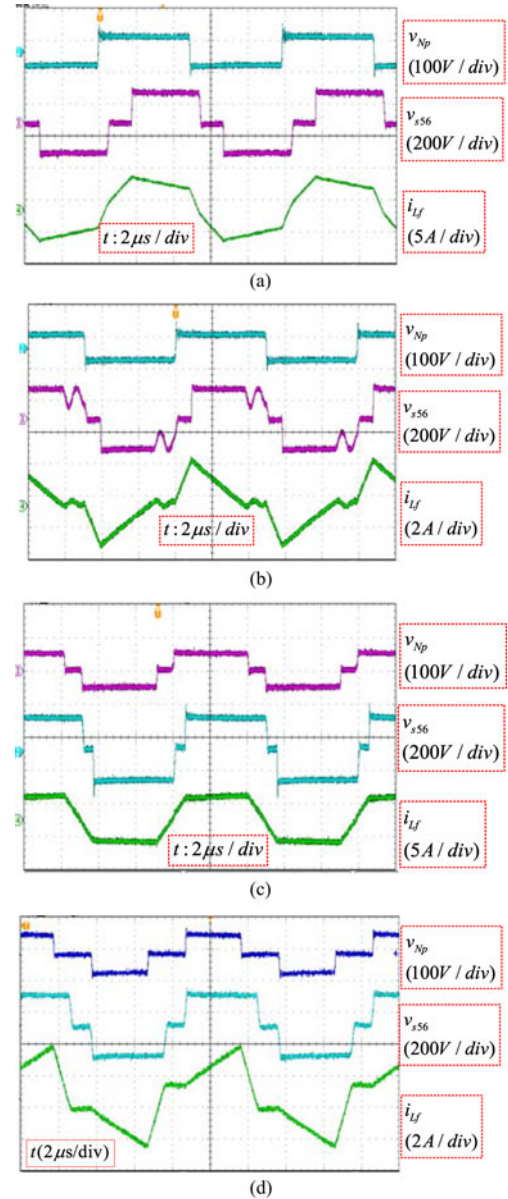 v_Np
(100V / div)
v_s56
(200V / div)
i_Lf
(5A / div)
t : 2μs / div
(a)
v_Np
(100V / div)
v_s56
(200V / div)
i_Lf
(2A / div)
t : 2μs / div
(b)
v_Np
(100V / div)
v_s56
(200V / div)
i_Lf
(5A / div)
t : 2μs / div
(c)
v_Np
(100V / div)
v_s56
(200V / div)
i_Lf
(2A / div)
t(2μs/div)
(d)